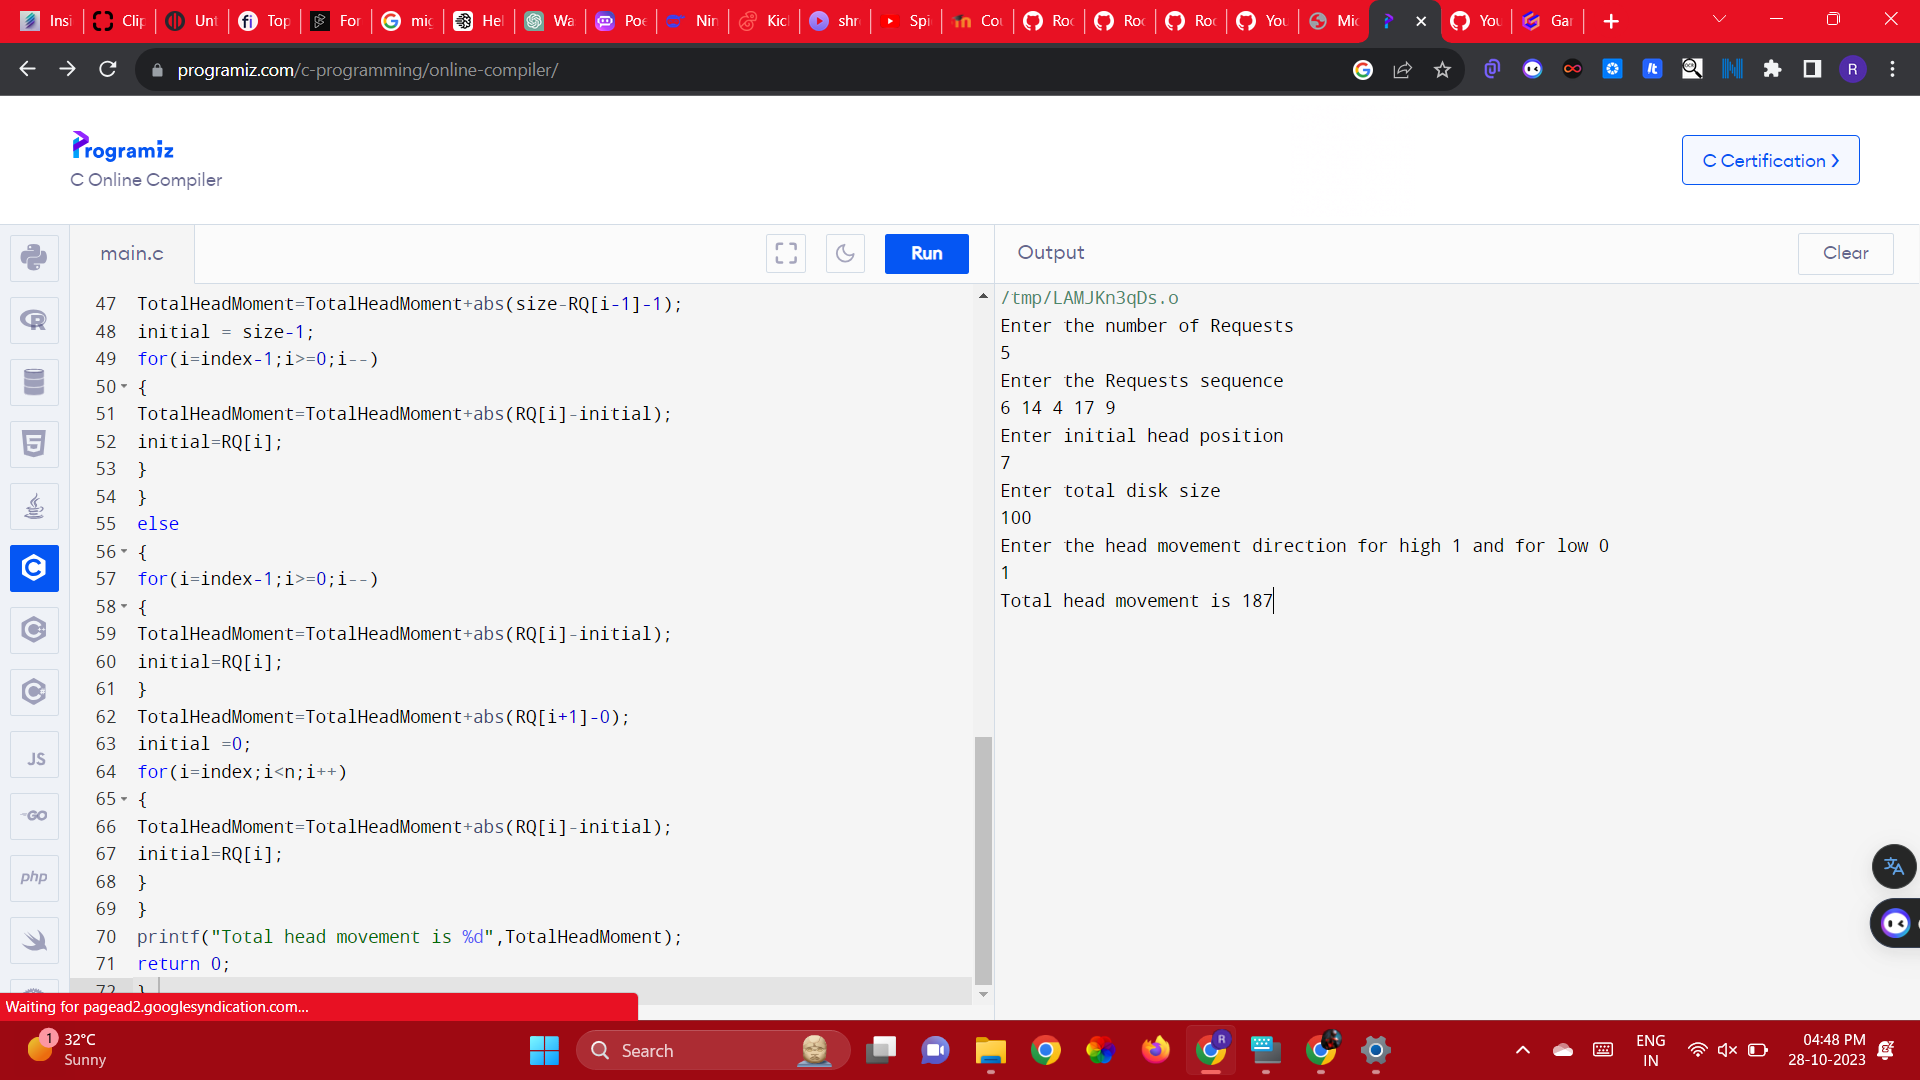 Insi
Clip
Unt
Top
For
mig
Hel
Wa
Poe
Nin
Kicl
shre
Spi
Cou
Roc
Roc
Roc
You
Mic
You
Gar
programiz.com/c-programming/online-compiler/
R
Programiz
C Online Compiler
C Certification
main.c
Run
Output
Clear
47 TotalHeadMoment=TotalHeadMoment+abs(size-RQ[i-1]-1);
48 initial = size-1;
49 for(i=index-1;i>=0;i--)
50 {
51 TotalHeadMoment=TotalHeadMoment+abs(RQ[i]-initial);
52 initial=RQ[i];
53 }
54 }
55 else
56 {
57 for(i=index-1;i>=0;i--)
58 {
59 TotalHeadMoment=TotalHeadMoment+abs(RQ[i]-initial);
60 initial=RQ[i];
61 }
62 TotalHeadMoment=TotalHeadMoment+abs(RQ[i+1]-0);
63 initial =0;
64 for(i=index;i<n;i++)
65 {
66 TotalHeadMoment=TotalHeadMoment+abs(RQ[i]-initial);
67 initial=RQ[i];
68 }
69 }
70 printf("Total head movement is %d",TotalHeadMoment);
71 return 0;
72 }
/tmp/LAMJKn3qDs.o
Enter the number of Requests
5
Enter the Requests sequence
6 14 4 17 9
Enter initial head position
7
Enter total disk size
100
Enter the head movement direction for high 1 and for low 0
1
Total head movement is 187
JS
GO
php
Waiting for pagead2.googlesyndication.com...
1
32°C
Sunny
Search
R
ENG
IN
04:48 PM
28-10-2023